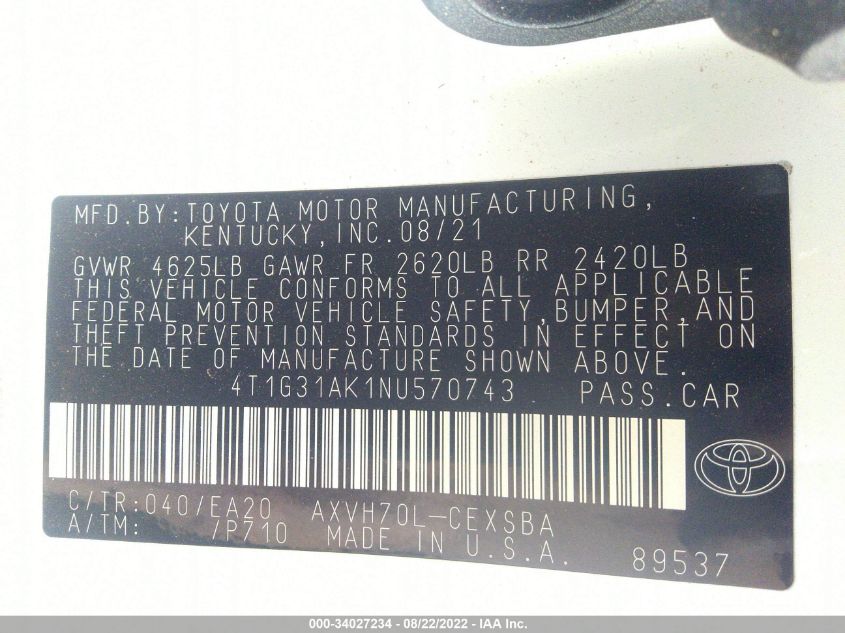 MFD.BY:TOYOTA MOTOR MANUFACTURING,
KENTUCKY,INC.08/21
GVWR 4625LB GAWR FR 2620LB RR 2420LB
THIS VEHICLE CONFORMS TO ALL APPLICABLE
FEDERAL MOTOR VEHICLE SAFETY,BUMPER,AND
THEFT PREVENTION STANDARDS IN EFFECT ON
THE DATE OF MANUFACTURE SHOWN ABOVE.
4T1G31AK1NU570743 PASS.CAR
C/TR:040/EA20 AXVH70L-CEXSBA
A/TM: /P710 MADE IN U.S.A. 89537
000-34027234 - 08/22/2022 - IAA Inc.